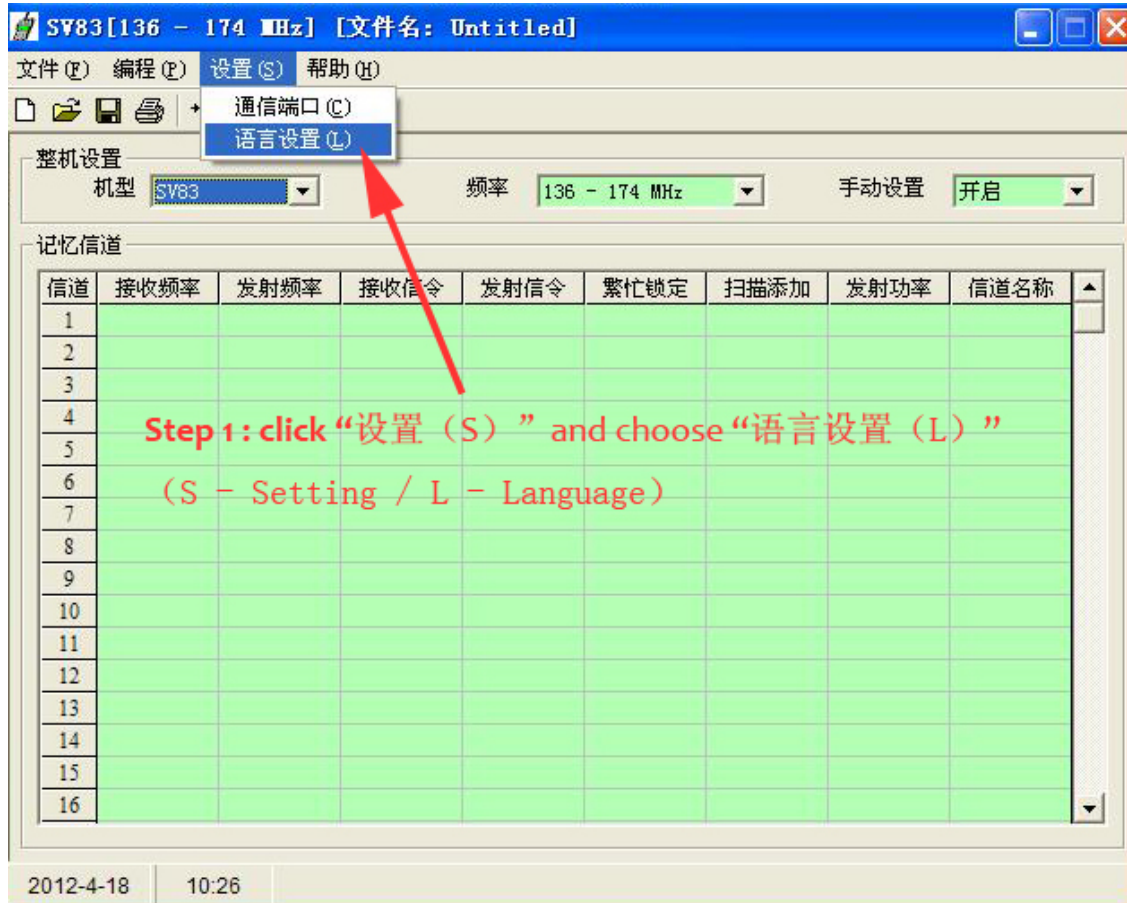 SV83[136 - 174 MHz] [文件名: Untitled]
文件(F) 编程(P) 设置(S) 帮助(H)
通信端口(C)
语言设置(L)
整机设置
机型 SV83 频率 136 - 174 MHz 手动设置 开启
记忆信道
信道 接收频率 发射频率 接收信令 发射信令 繁忙锁定 扫描添加 发射功率 信道名称
1
2
3
4
Step 1 : click “设置（S）” and choose “语言设置（L）”
5
6
（S - Setting / L - Language）
7
8
9
10
11
12
13
14
15
16
2012-4-18 10:26